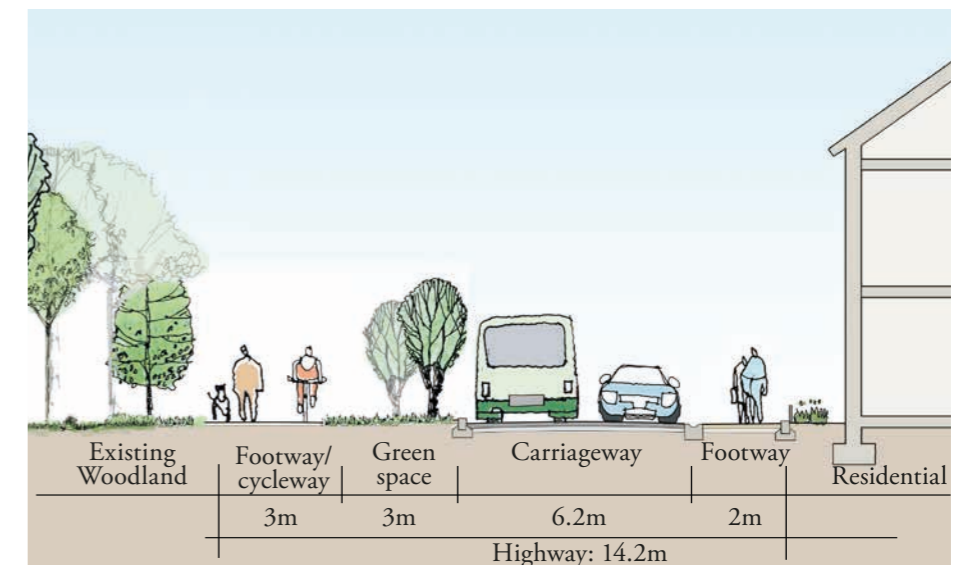 Existing
Woodland
Footway/
cycleway
Green
space
Carriageway
Footway
Residential
3m
3m
6.2m
2m
Highway: 14.2m